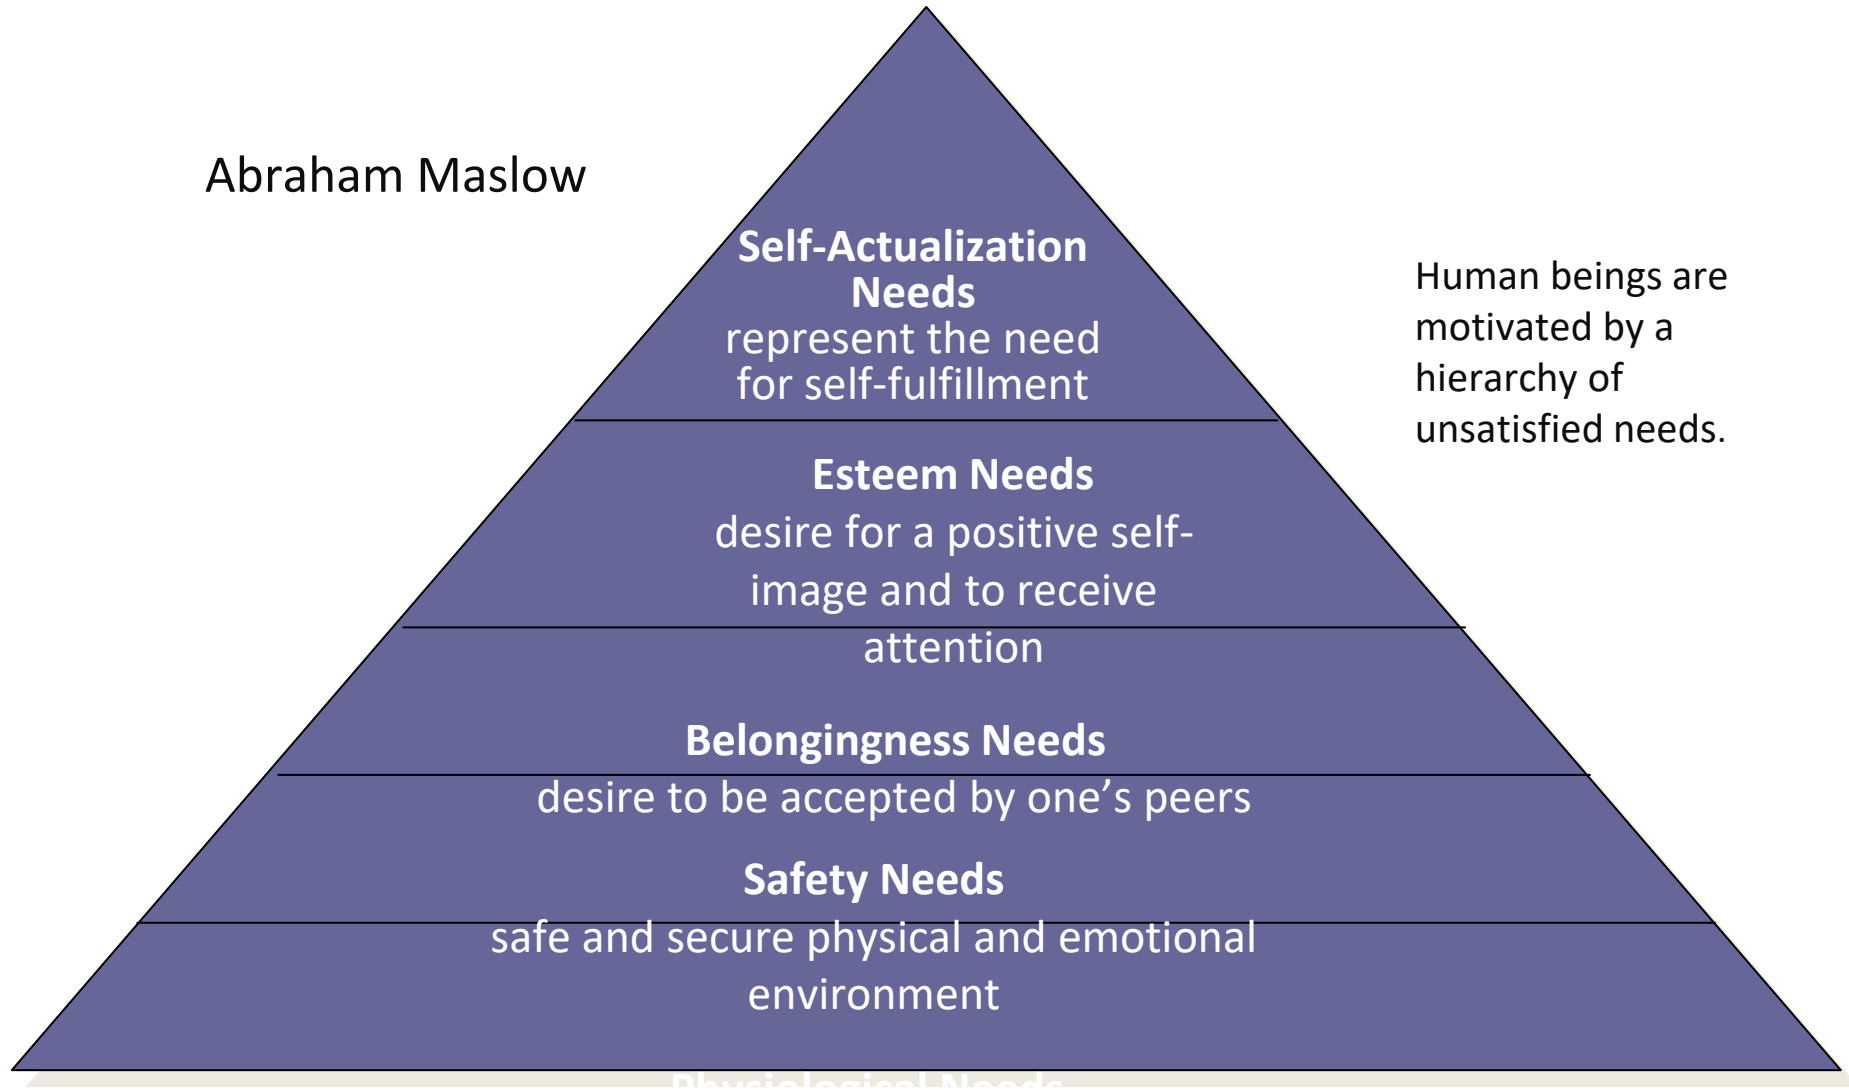 Abraham Maslow
Self-Actualization
Needs
represent the need
for self-fulfillment
Human beings are
motivated by a
hierarchy of
unsatisfied needs.
Esteem Needs
desire for a positive self-
image and to receive
attention
Belongingness Needs
desire to be accepted by one’s peers
Safety Needs
safe and secure physical and emotional
environment
Physiological Needs